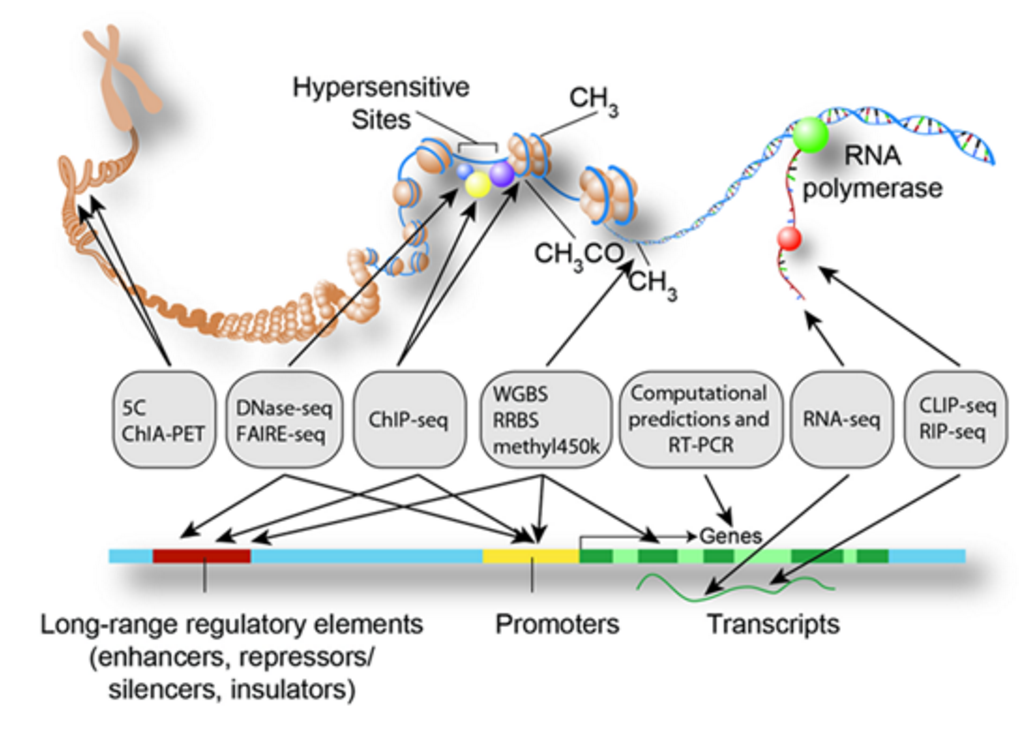 Hypersensitive
Sites
CH3
RNA
polymerase
CH3CO
CH3
5C
ChIA-PET
DNase-seq
FAIRE-seq
ChIP-seq
WGBS
RRBS
methyl450k
Computational
predictions and
RT-PCR
RNA-seq
CLIP-seq
RIP-seq
Genes
Long-range regulatory elements
(enhancers, repressors/
silencers, insulators)
Promoters
Transcripts